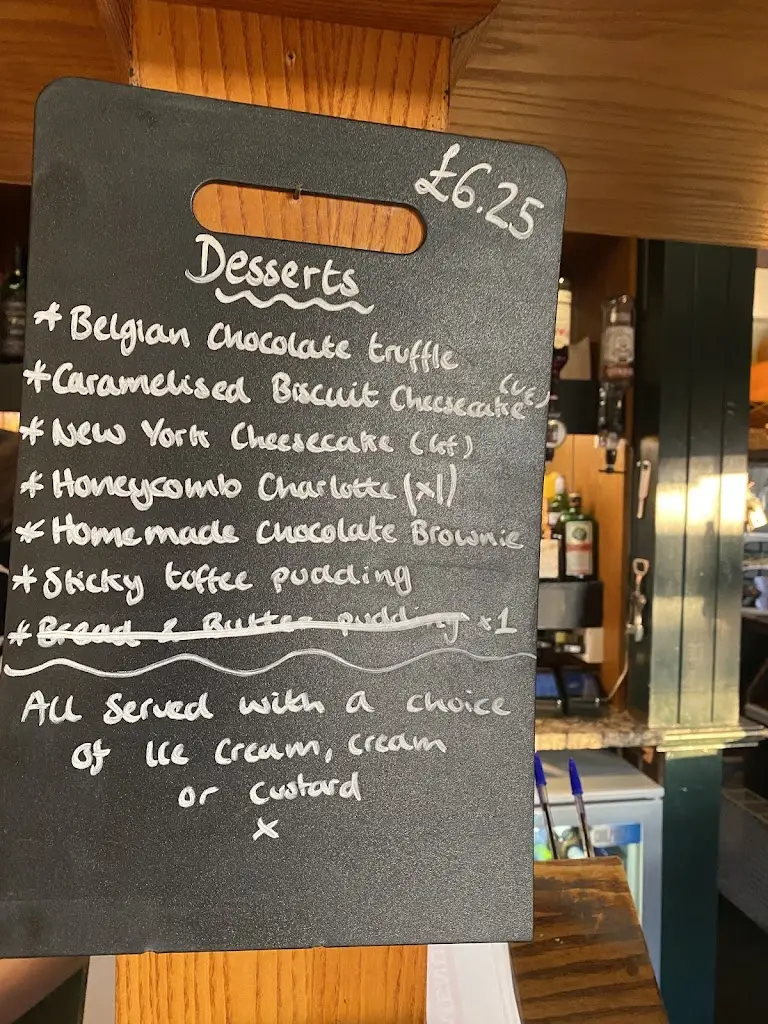 £6.25
Desserts
* Belgian Chocolate truffle
* Caramelised Biscuit Cheesecake
* New York Cheesecake (GF)
* Honeycomb Charlotte (x1)
* Homemade Chocolate Brownie
* Sticky toffee pudding
* Bread & Butter pudding x1
All Served with a choice
of Ice Cream, cream
or custard
x